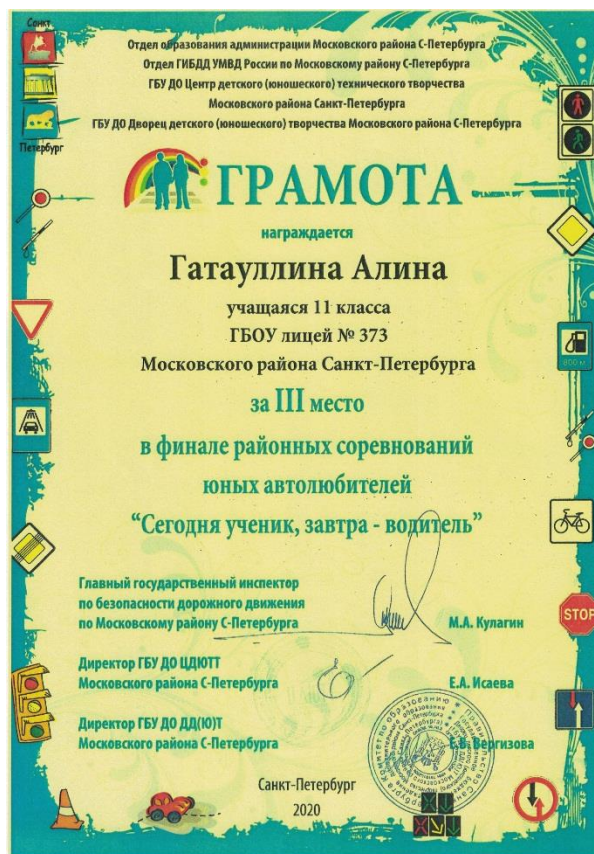 Санкт
Петербург
Отдел образования администрации Московского района С-Петербурга
Отдел ГИБДД УМВД России по Московскому району С-Петербурга
ГБУ ДО Центр детского (юношеского) технического творчества
Московского района Санкт-Петербурга
ГБУ ДО Дворец детского (юношеского) творчества Московского района С-Петербурга
ГРАМОТА
награждается
Гатауллина Алина
учащаяся 11 класса
ГБОУ лицей № 373
Московского района Санкт-Петербурга
за III место
в финале районных соревнований
юных автолюбителей
“Сегодня ученик, завтра - водитель”
800 м
STOP
Главный государственный инспектор
по безопасности дорожного движения
по Московскому району С-Петербурга М.А. Кулагин
Директор ГБУ ДО ЦДЮТТ
Московского района С-Петербурга Е.А. Исаева
Директор ГБУ ДО ДД(Ю)Т
Московского района С-Петербурга Е.В. Вергизова
Санкт-Петербург
2020